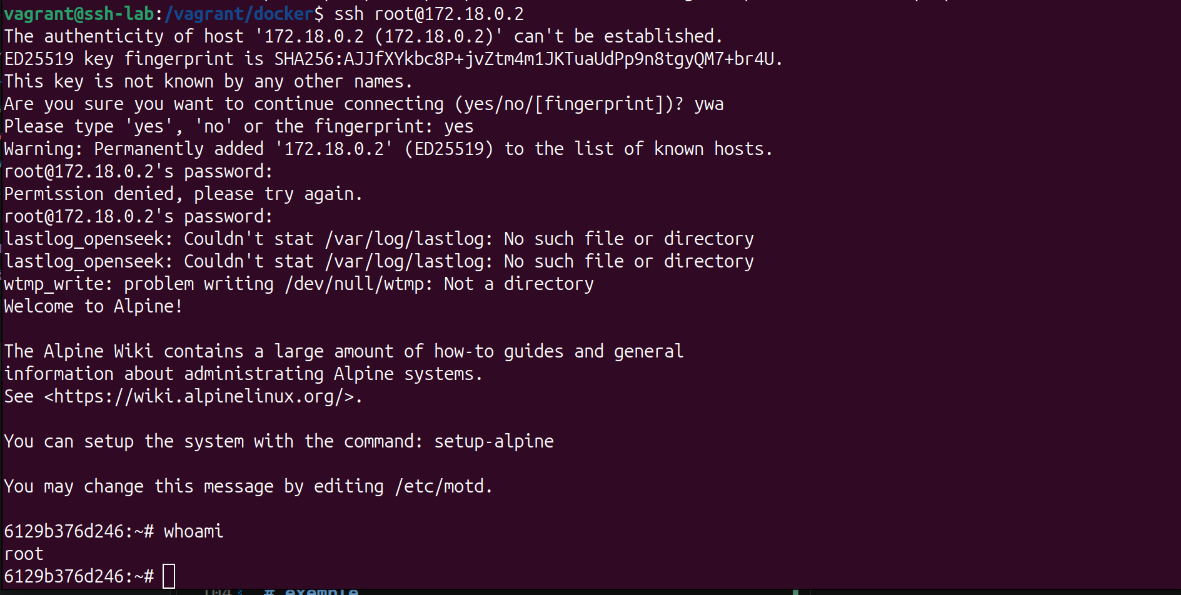 vagrant@ssh-lab:/vagrant/docker$ ssh root@172.18.0.2
The authenticity of host '172.18.0.2 (172.18.0.2)' can't be established.
ED25519 key fingerprint is SHA256:AJJfXYkbc8P+jvZtm4m1JKTuaUdPp9n8tgyQM7+br4U.
This key is not known by any other names.
Are you sure you want to continue connecting (yes/no/[fingerprint])? ywa
Please type 'yes', 'no' or the fingerprint: yes
Warning: Permanently added '172.18.0.2' (ED25519) to the list of known hosts.
root@172.18.0.2's password:
Permission denied, please try again.
root@172.18.0.2's password:
lastlog_openseek: Couldn't stat /var/log/lastlog: No such file or directory
lastlog_openseek: Couldn't stat /var/log/lastlog: No such file or directory
wtmp_write: problem writing /dev/null/wtmp: Not a directory
Welcome to Alpine!
The Alpine Wiki contains a large amount of how-to guides and general
information about administrating Alpine systems.
See <https://wiki.alpinelinux.org/>.
You can setup the system with the command: setup-alpine
You may change this message by editing /etc/motd.
6129b376d246:~# whoami
root
6129b376d246:~#
# exemple